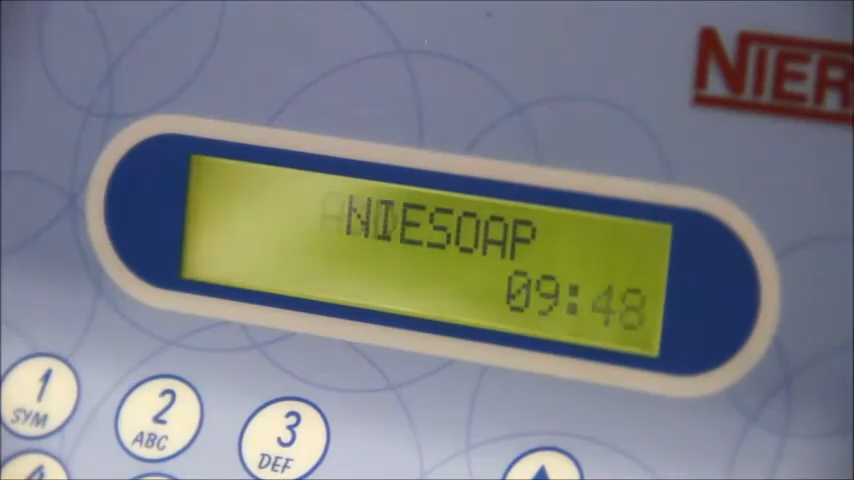 NIER
NIESOAP
09:48
1
SYM
2
ABC
3
DEF